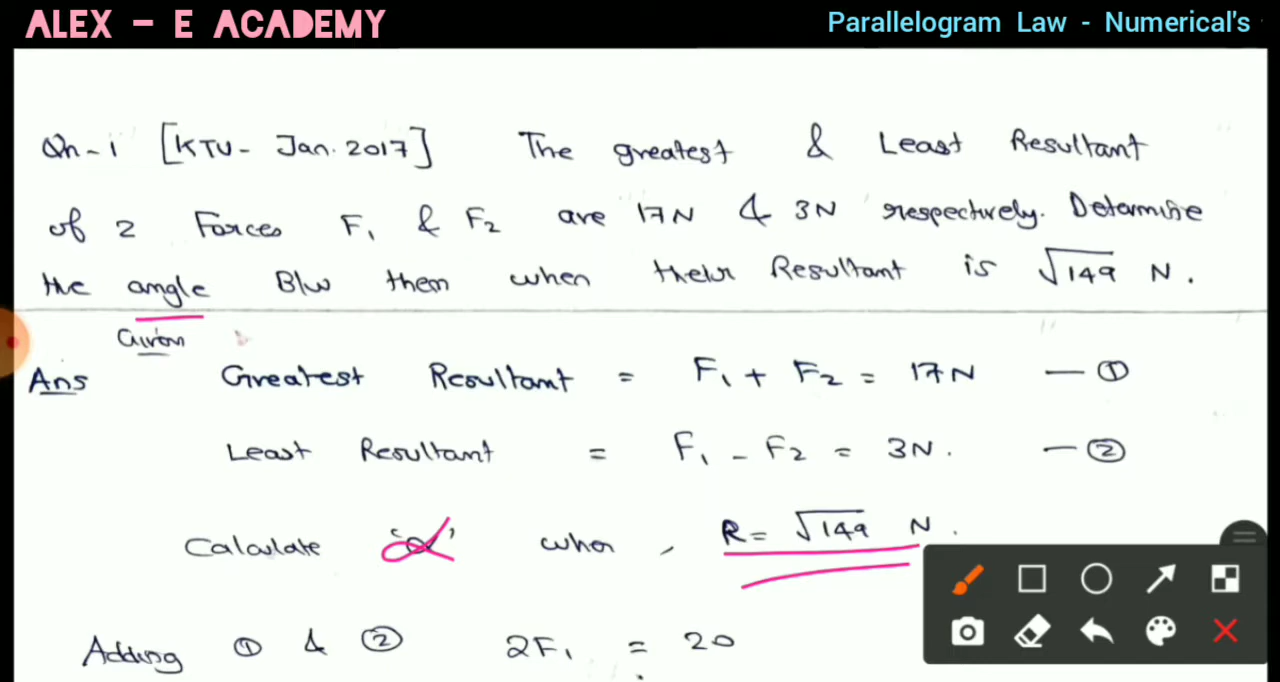 ALEX - E ACADEMY
Parallelogram Law - Numerical's
Qn-1 [KTU- Jan. 2017] The greatest & Least Resultant
of 2 Forces F₁ & F₂ are 17N & 3N respectively. Determine
the angle B/w them when their Resultant is √149 N.
Given
Ans Greatest Resultant = F₁ + F₂ = 17N — ①
Least Resultant = F₁ - F₂ = 3N. — ②
Calculate 'α' when, R = √149 N.
Adding ① & ② 2F₁ = 20